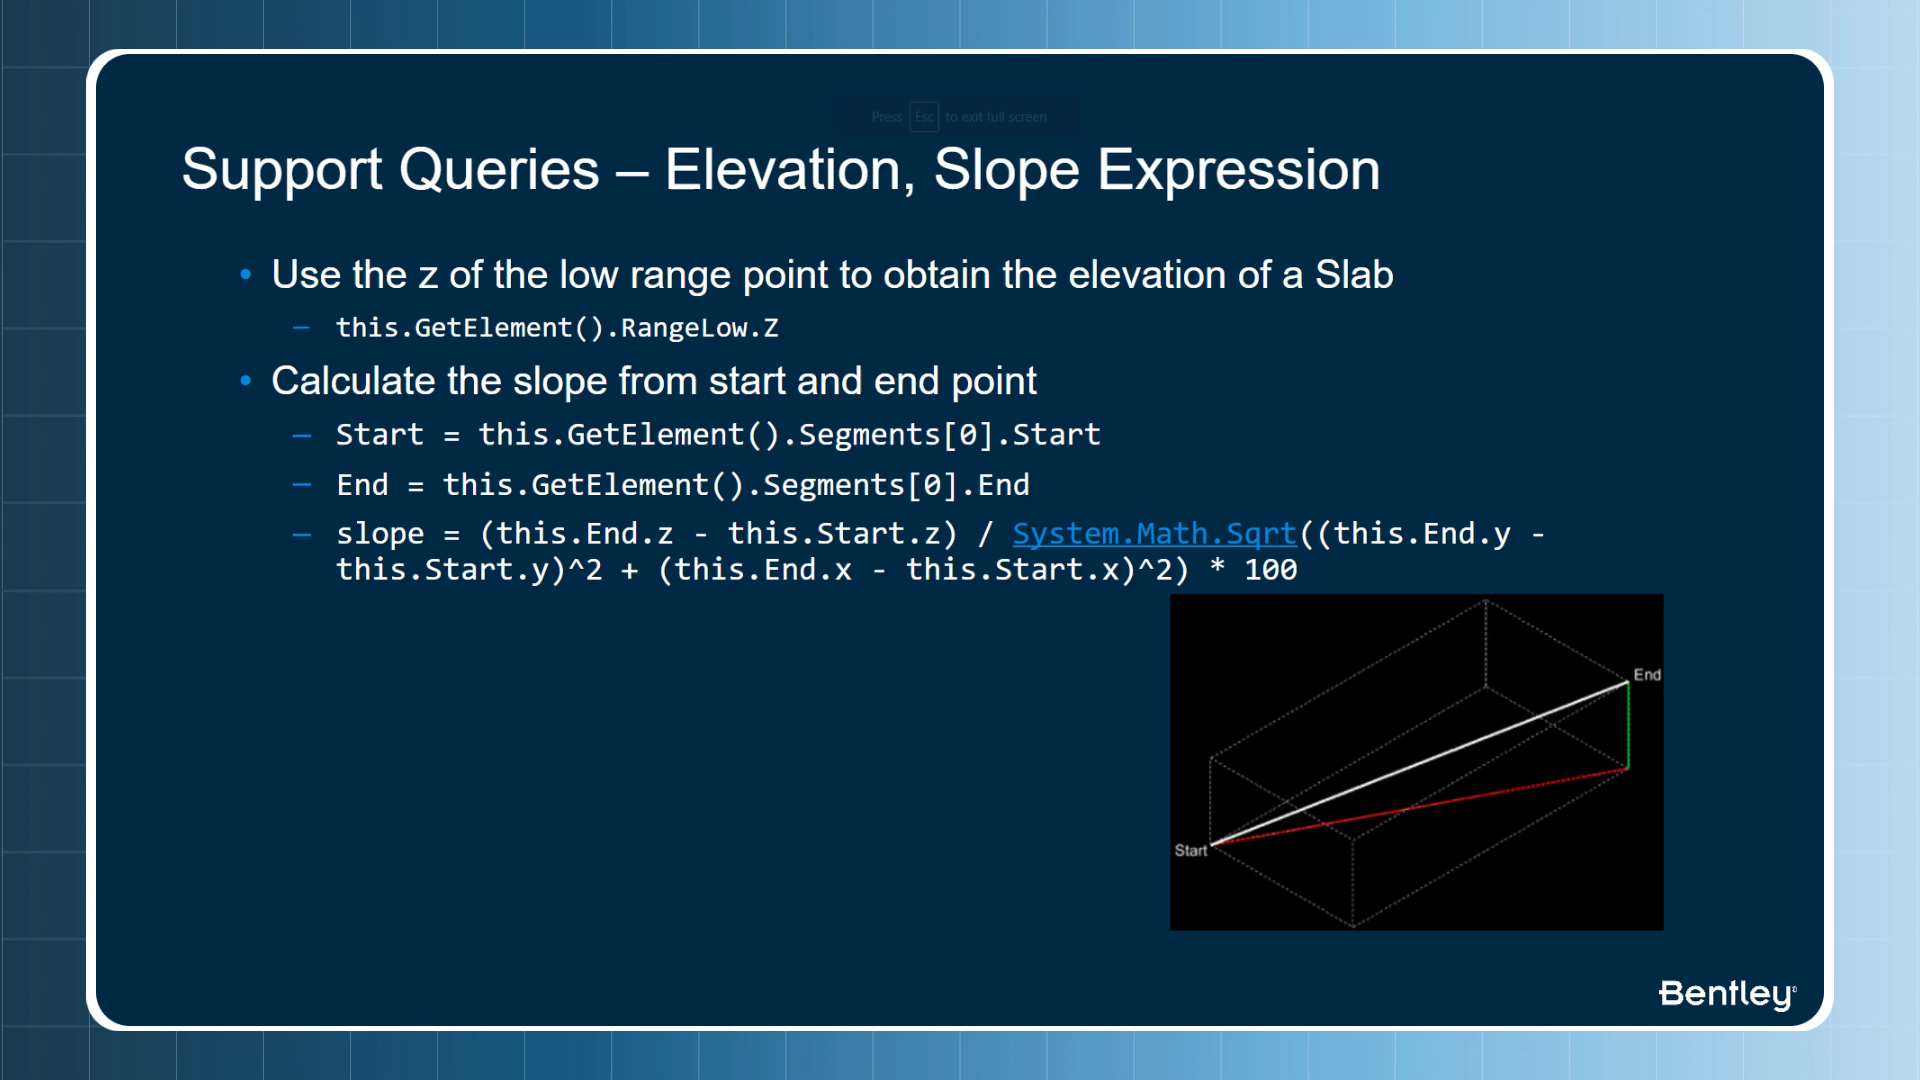 Press Esc to exit full screen
Support Queries – Elevation, Slope Expression
• Use the z of the low range point to obtain the elevation of a Slab
– this.GetElement().RangeLow.Z
• Calculate the slope from start and end point
– Start = this.GetElement().Segments[0].Start
– End = this.GetElement().Segments[0].End
– slope = (this.End.z - this.Start.z) / System.Math.Sqrt((this.End.y -
this.Start.y)^2 + (this.End.x - this.Start.x)^2) * 100
End
Start
Bentley®